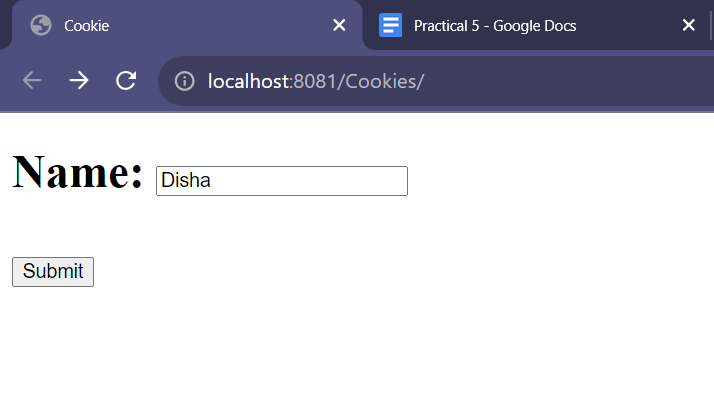 Cookie
Practical 5 - Google Docs
localhost:8081/Cookies/
Name: Disha
Submit